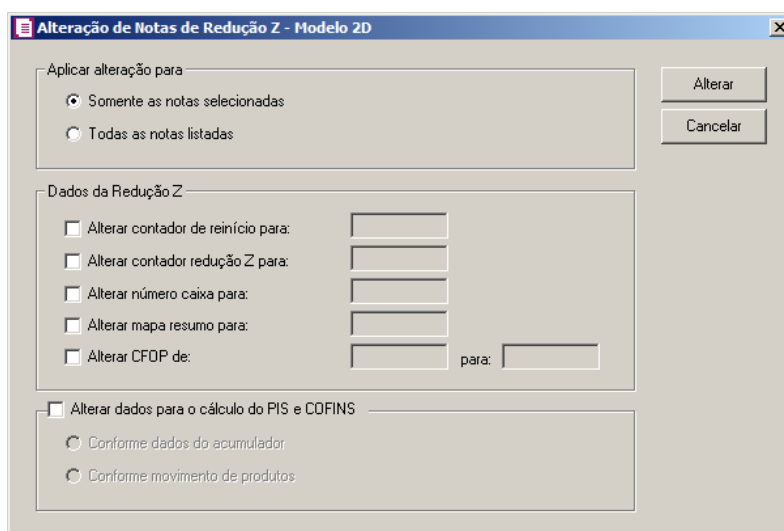 Alteração de Notas de Redução Z - Modelo 2D
Aplicar alteração para
Somente as notas selecionadas
Todas as notas listadas
Alterar
Cancelar
Dados da Redução Z
Alterar contador de reinício para:
Alterar contador redução Z para:
Alterar número caixa para:
Alterar mapa resumo para:
Alterar CFOP de: para:
Alterar dados para o cálculo do PIS e COFINS
Conforme dados do acumulador
Conforme movimento de produtos